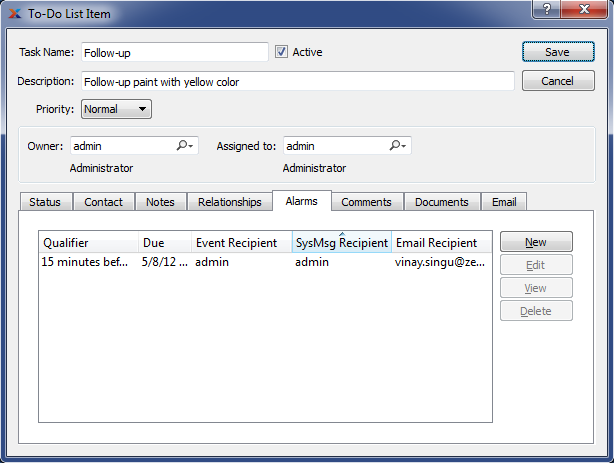 To-Do List Item
Task Name: Follow-up Active Save
Description: Follow-up paint with yellow color Cancel
Priority: Normal
Owner: admin Assigned to: admin
Administrator Administrator
Status Contact Notes Relationships Alarms Comments Documents Email
Qualifier Due Event Recipient SysMsg Recipient Email Recipient New
15 minutes bef... 5/8/12 ... admin admin vinay.singu@ze... Edit
View
Delete